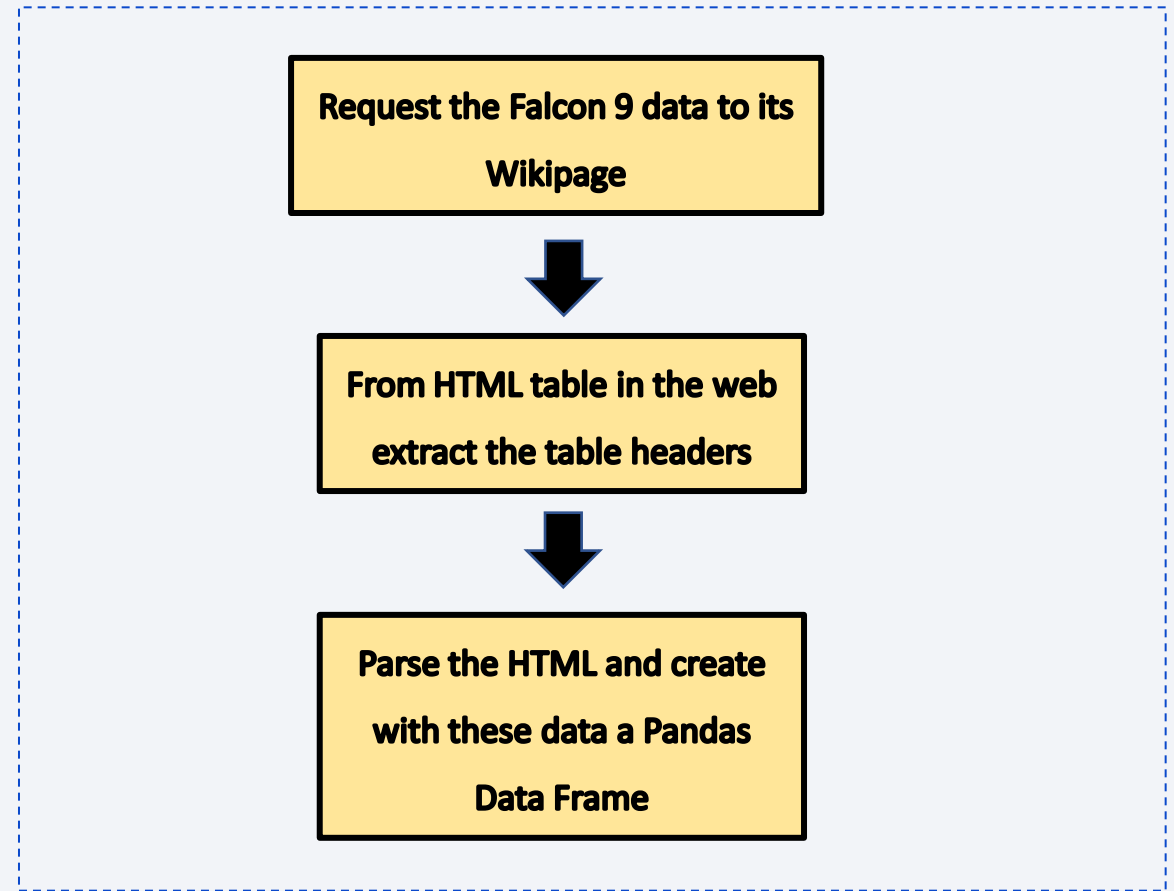 Request the Falcon 9 data to its
Wikipage
From HTML table in the web
extract the table headers
Parse the HTML and create
with these data a Pandas
Data Frame